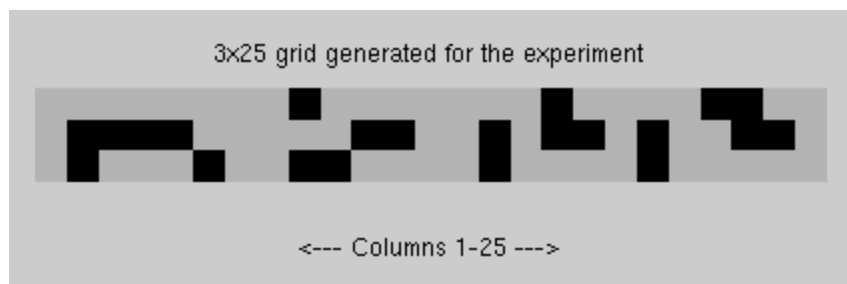 3x25 grid generated for the experiment
<--- Columns 1-25 --->